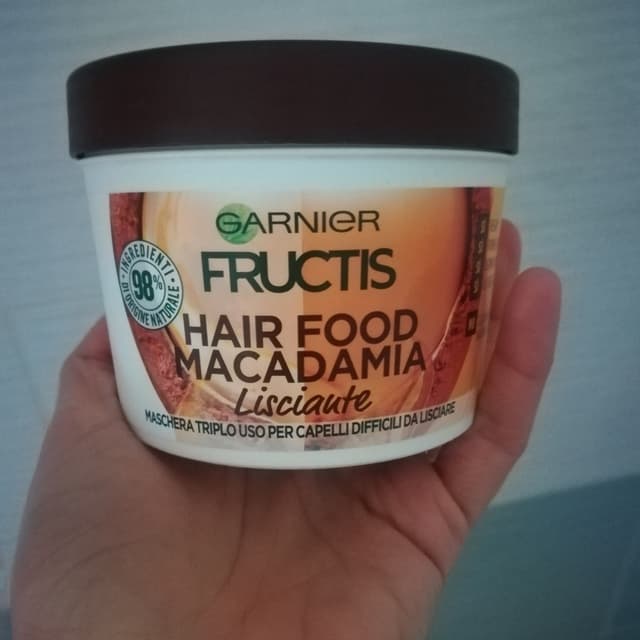 GARNIER
FRUCTIS
INGREDIENTI
98%
DI ORIGINE NATURALE
HAIR FOOD
MACADAMIA
Lisciante
MASCHERA TRIPLO USO PER CAPELLI DIFFICILI DA LISCIARE